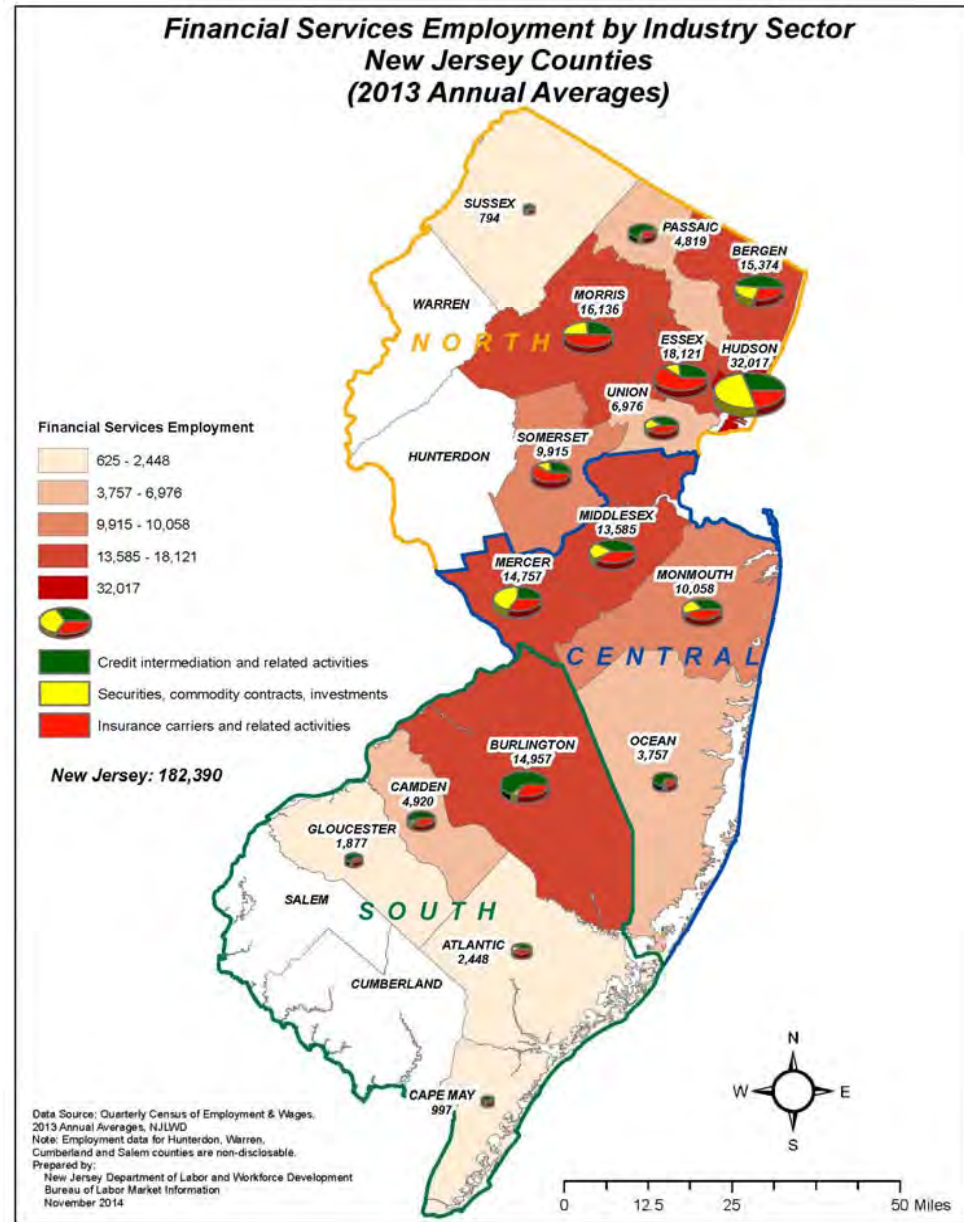 Financial Services Employment by Industry Sector
New Jersey Counties
(2013 Annual Averages)
SUSSEX
794
PASSAIC
4,819
BERGEN
15,374
WARREN
MORRIS
16,136
NORTH
ESSEX
18,121
HUDSON
32,017
UNION
6,976
HUNTERDON
SOMERSET
9,915
MIDDLESEX
13,585
MERCER
14,757
MONMOUTH
10,058
CENTRAL
Financial Services Employment
625 - 2,448
3,757 - 6,976
9,915 - 10,058
13,585 - 18,121
32,017
Credit intermediation and related activities
Securities, commodity contracts, investments
Insurance carriers and related activities
New Jersey: 182,390
BURLINGTON
14,957
OCEAN
3,757
CAMDEN
4,920
GLOUCESTER
1,877
SALEM
SOUTH
ATLANTIC
2,448
CUMBERLAND
CAPE MAY
997
N
W
E
S
Data Source: Quarterly Census of Employment & Wages,
2013 Annual Averages, NJLWD
Note: Employment data for Hunterdon, Warren,
Cumberland and Salem counties are non-disclosable.
Prepared by:
New Jersey Department of Labor and Workforce Development
Bureau of Labor Market Information
November 2014
0 12.5 25 50 Miles